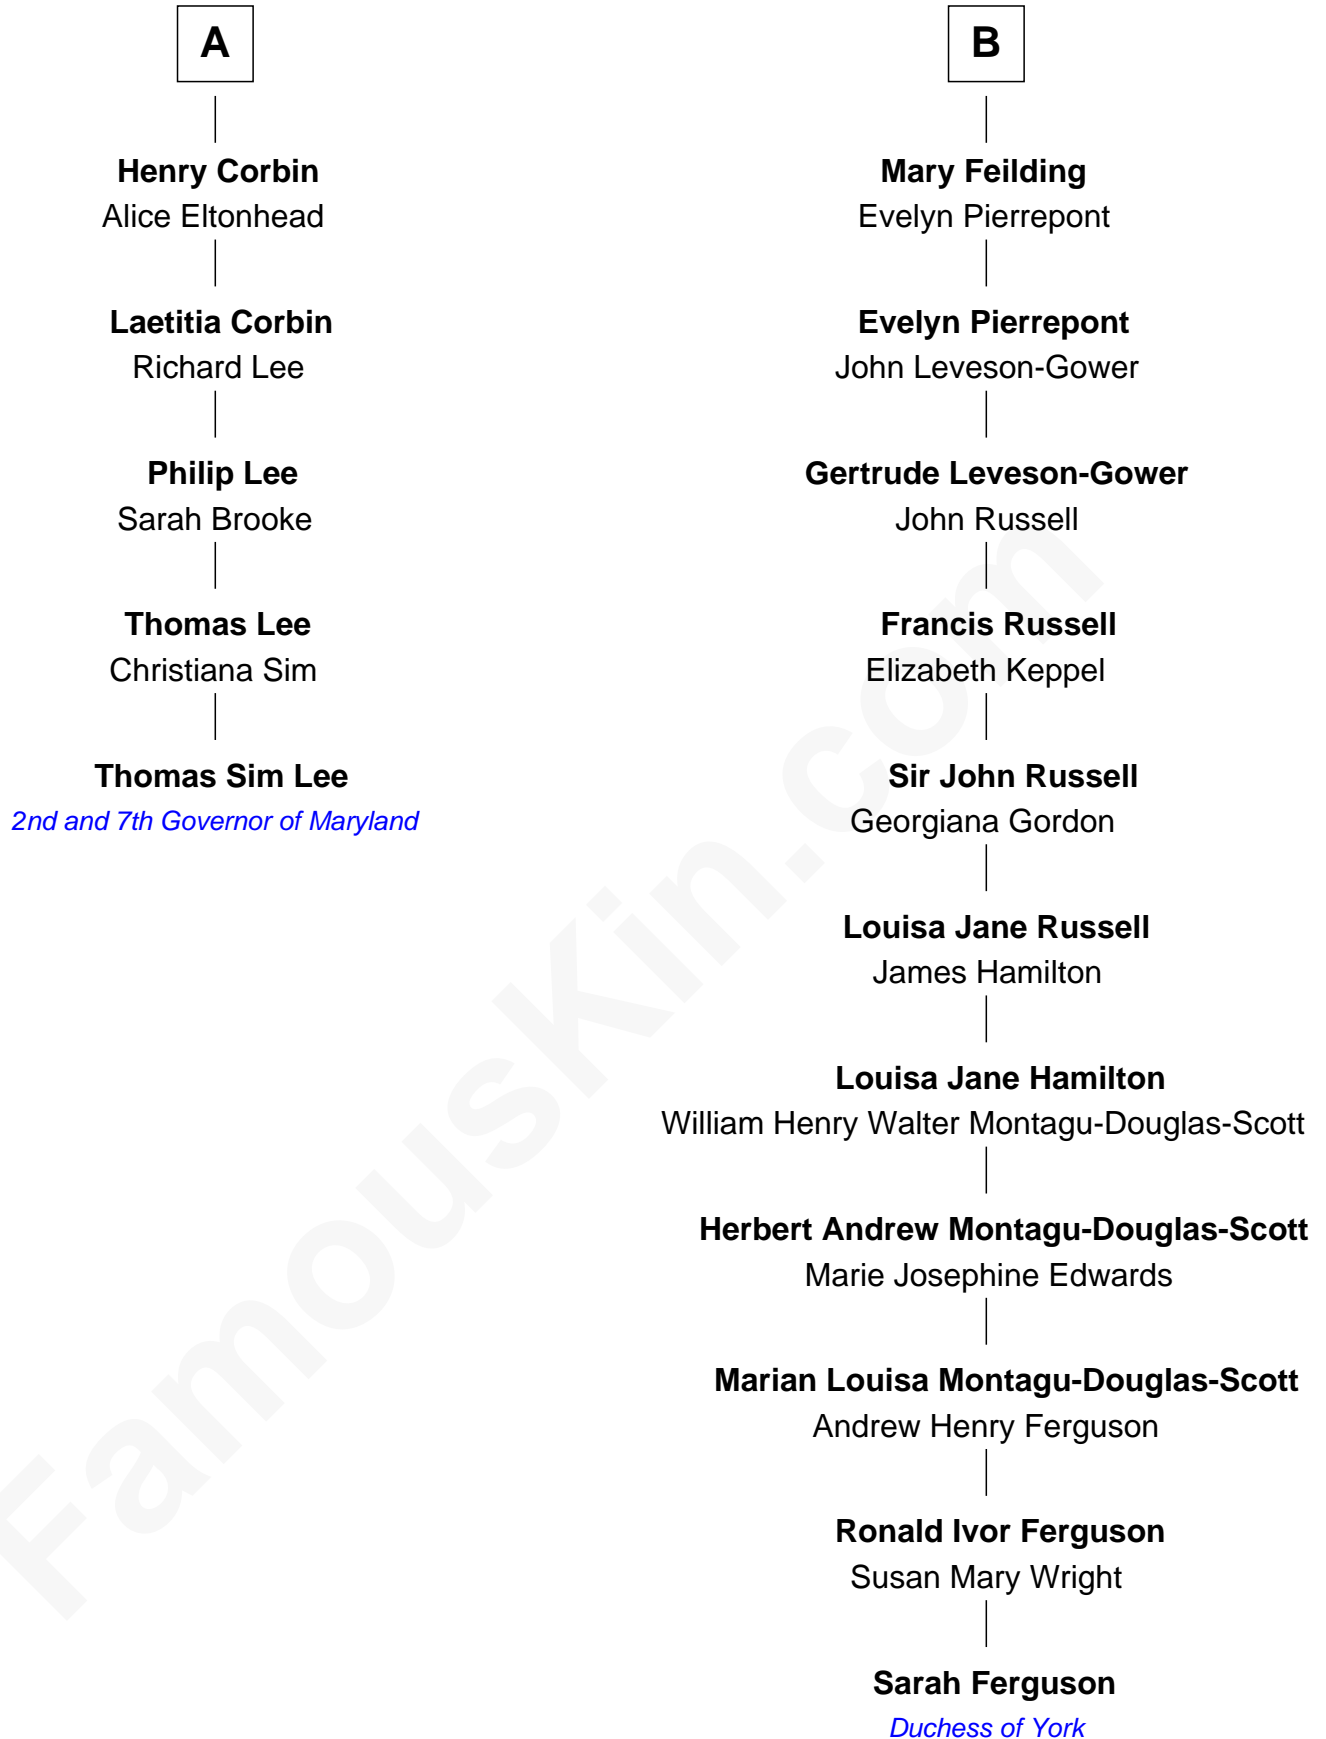 A
Henry Corbin
Alice Eltonhead
Laetitia Corbin
Richard Lee
Philip Lee
Sarah Brooke
Thomas Lee
Christiana Sim
Thomas Sim Lee
2nd and 7th Governor of Maryland
B
Mary Feilding
Evelyn Pierrepont
Evelyn Pierrepont
John Leveson-Gower
Gertrude Leveson-Gower
John Russell
Francis Russell
Elizabeth Keppel
Sir John Russell
Georgiana Gordon
Louisa Jane Russell
James Hamilton
Louisa Jane Hamilton
William Henry Walter Montagu-Douglas-Scott
Herbert Andrew Montagu-Douglas-Scott
Marie Josephine Edwards
Marian Louisa Montagu-Douglas-Scott
Andrew Henry Ferguson
Ronald Ivor Ferguson
Susan Mary Wright
Sarah Ferguson
Duchess of York
FamousKin.com